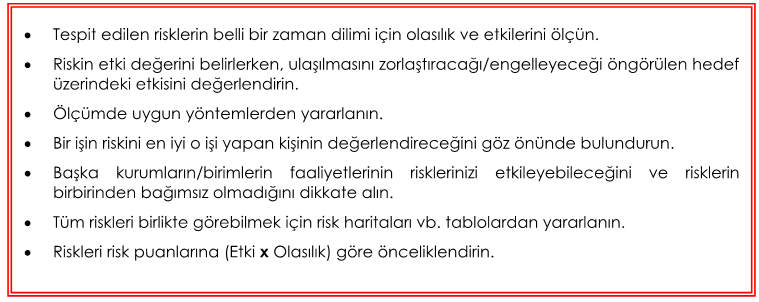 • Tespit edilen risklerin belli bir zaman dilimi için olasılık ve etkilerini ölçün.
• Riskin etki değerini belirlerken, ulaşılmasını zorlaştıracağı/engelleyeceği öngörülen hedef
üzerindeki etkisini değerlendirin.
• Ölçümde uygun yöntemlerden yararlanın.
• Bir işin riskini en iyi o işi yapan kişinin değerlendireceğini göz önünde bulundurun.
• Başka kurumların/birimlerin faaliyetlerinin risklerinizi etkileyebileceğini ve risklerin
birbirinden bağımsız olmadığını dikkate alın.
• Tüm riskleri birlikte görebilmek için risk haritaları vb. tablolardan yararlanın.
• Riskleri risk puanlarına (Etki x Olasılık) göre önceliklendirin.